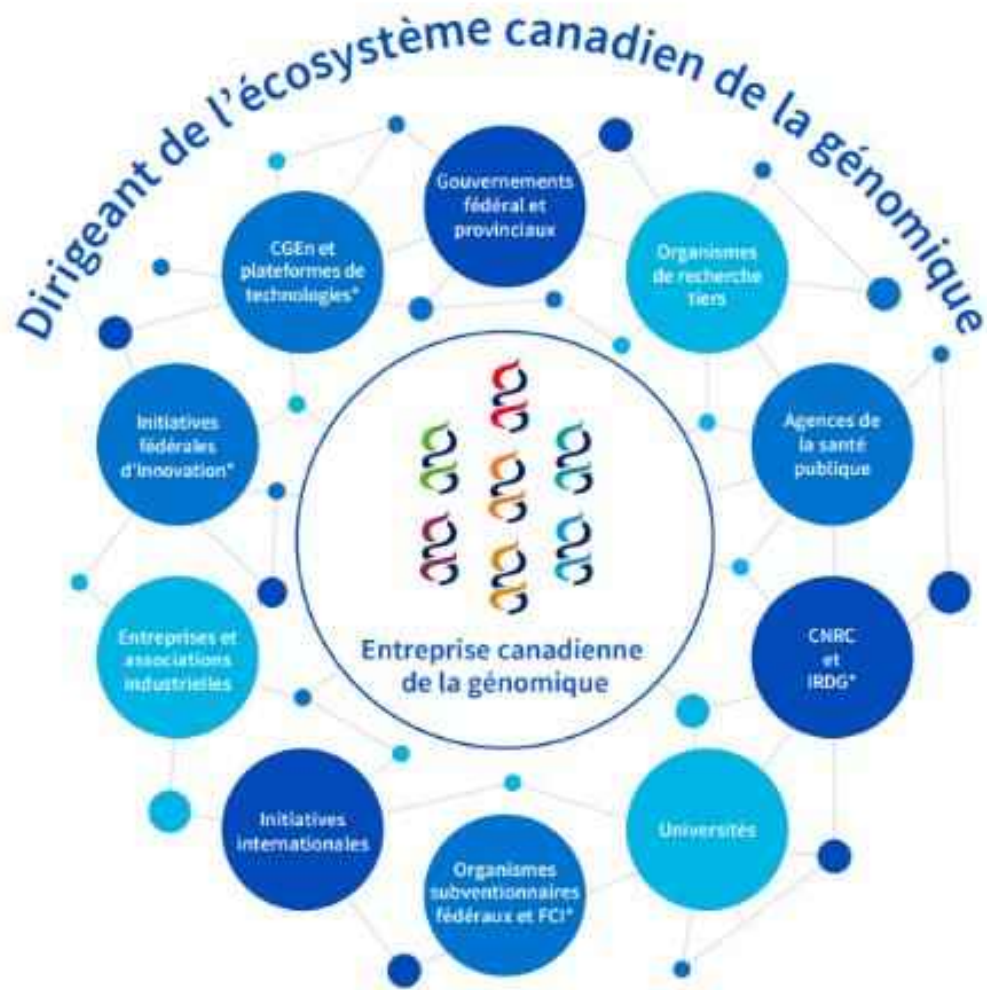 Dirigeant de l'écosystème canadien de la génomique
Gouvernements
fédéral et
provinciaux
Organismes
de recherche
tiers
Agences de
la santé
publique
CNRC
et
IRDG*
Universités
Organismes
subventionnaires
fédéraux et FCI*
Initiatives
internationales
Entreprises et
associations
industrielles
Initiatives
fédérales
d'innovation*
CGEn et
plateformes de
technologies*
Entreprise canadienne
de la génomique